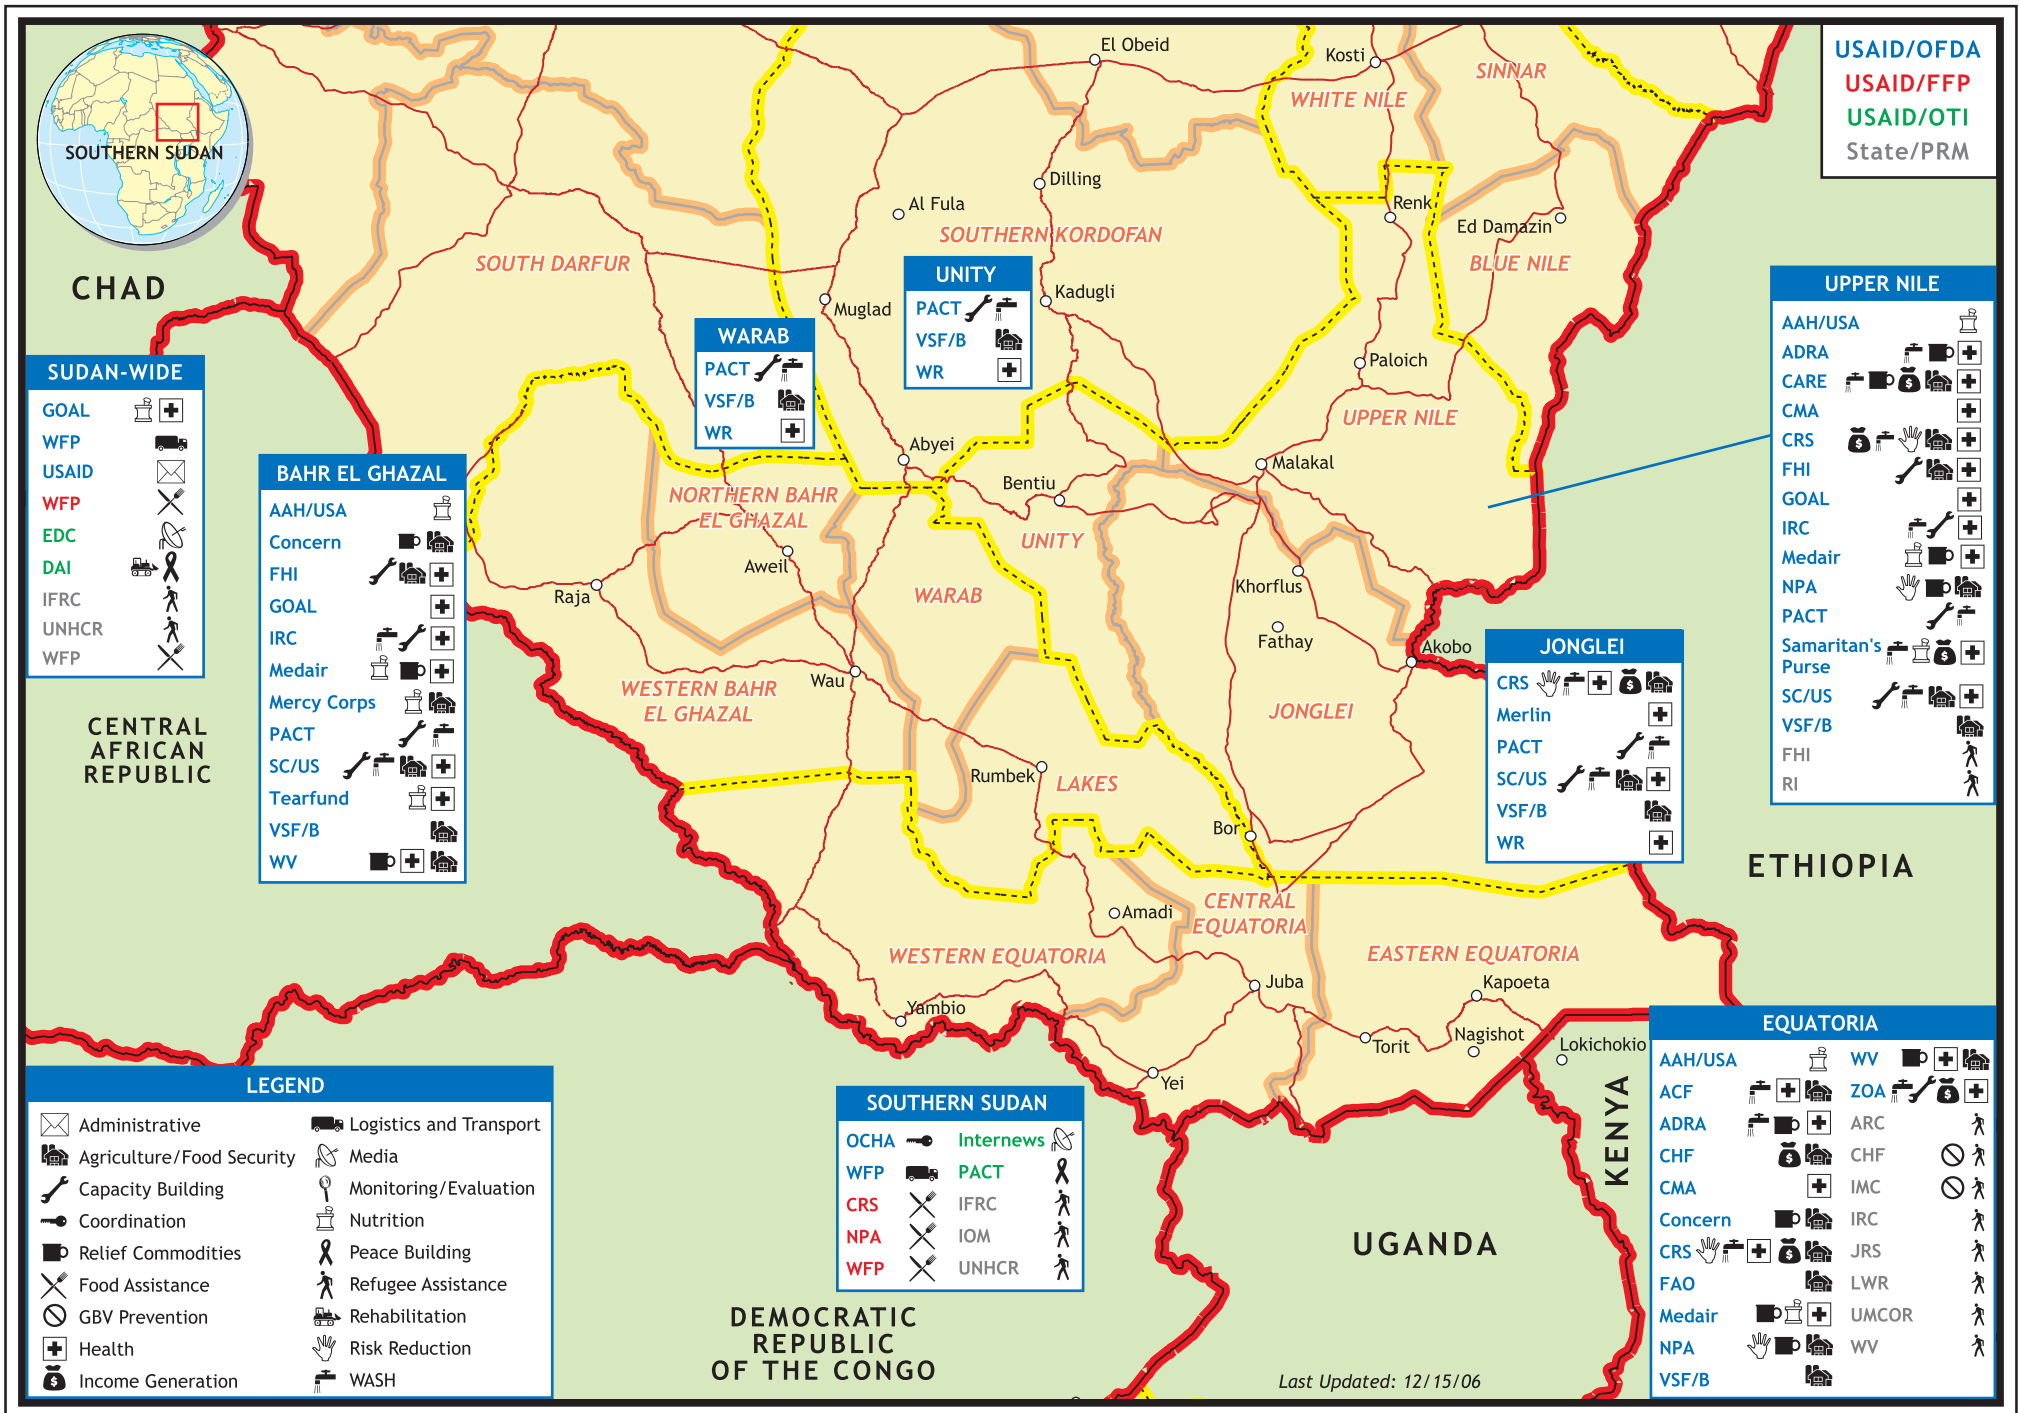 USAID/OFDA
USAID/FFP
USAID/OTI
State/PRM
SOUTHERN SUDAN
El Obeid
Kosti
SINNAR
WHITE NILE
Dilling
Al Fula
Renk
Ed Damazin
SOUTHERN KORDOFAN
SOUTH DARFUR
BLUE NILE
CHAD
Muglad
Kadugli
Paloich
UPPER NILE
Abyei
Malakal
Bentiu
NORTHERN BAHR
EL GHAZAL
UNITY
Aweil
Raja
WARAB
Khorflus
Fathay
Akobo
Wau
WESTERN BAHR
EL GHAZAL
JONGLEI
CENTRAL
AFRICAN
REPUBLIC
Rumbek
LAKES
Bor
ETHIOPIA
Amadi
CENTRAL
EQUATORIA
WESTERN EQUATORIA
EASTERN EQUATORIA
Juba
Kapoeta
Yambio
Torit
Nagishot
Lokichokio
Yei
KENYA
UGANDA
DEMOCRATIC
REPUBLIC
OF THE CONGO
Last Updated: 12/15/06
SUDAN-WIDE
GOAL
WFP
USAID
WFP
EDC
DAI
IFRC
UNHCR
WFP
BAHR EL GHAZAL
AAH/USA
Concern
FHI
GOAL
IRC
Medair
Mercy Corps
PACT
SC/US
Tearfund
VSF/B
WV
WARAB
PACT
VSF/B
WR
UNITY
PACT
VSF/B
WR
UPPER NILE
AAH/USA
ADRA
CARE
CMA
CRS
FHI
GOAL
IRC
Medair
NPA
PACT
Samaritan's
Purse
SC/US
VSF/B
FHI
RI
JONGLEI
CRS
Merlin
PACT
SC/US
VSF/B
WR
EQUATORIA
AAH/USA
ACF
ADRA
CHF
CMA
Concern
CRS
FAO
Medair
NPA
VSF/B
WV
ZOA
ARC
CHF
IMC
IRC
JRS
LWR
UMCOR
WV
SOUTHERN SUDAN
OCHA
WFP
CRS
NPA
WFP
Internews
PACT
IFRC
IOM
UNHCR
LEGEND
Administrative
Agriculture/Food Security
Capacity Building
Coordination
Relief Commodities
Food Assistance
GBV Prevention
Health
Income Generation
Logistics and Transport
Media
Monitoring/Evaluation
Nutrition
Peace Building
Refugee Assistance
Rehabilitation
Risk Reduction
WASH